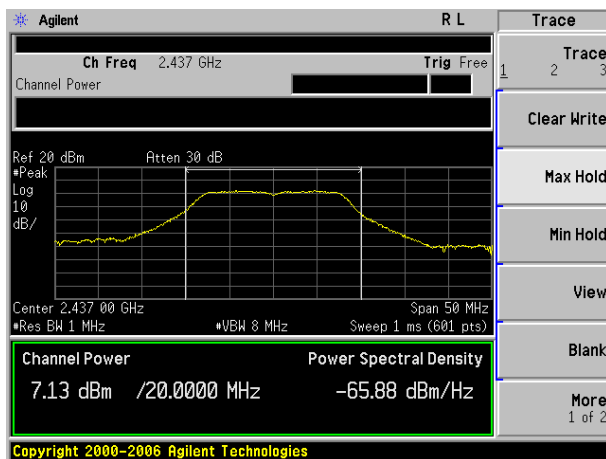 Agilent R L Trace
Ch Freq 2.437 GHz Trig Free
Channel Power
Trace
1 2 3
Clear Write
Max Hold
Min Hold
View
Blank
More
1 of 2
Ref 20 dBm Atten 30 dB
#Peak
Log
10
dB/
Center 2.437 00 GHz Span 50 MHz
#Res BW 1 MHz #VBW 8 MHz Sweep 1 ms (601 pts)
Channel Power Power Spectral Density
7.13 dBm /20.0000 MHz -65.88 dBm/Hz
Copyright 2000-2006 Agilent Technologies